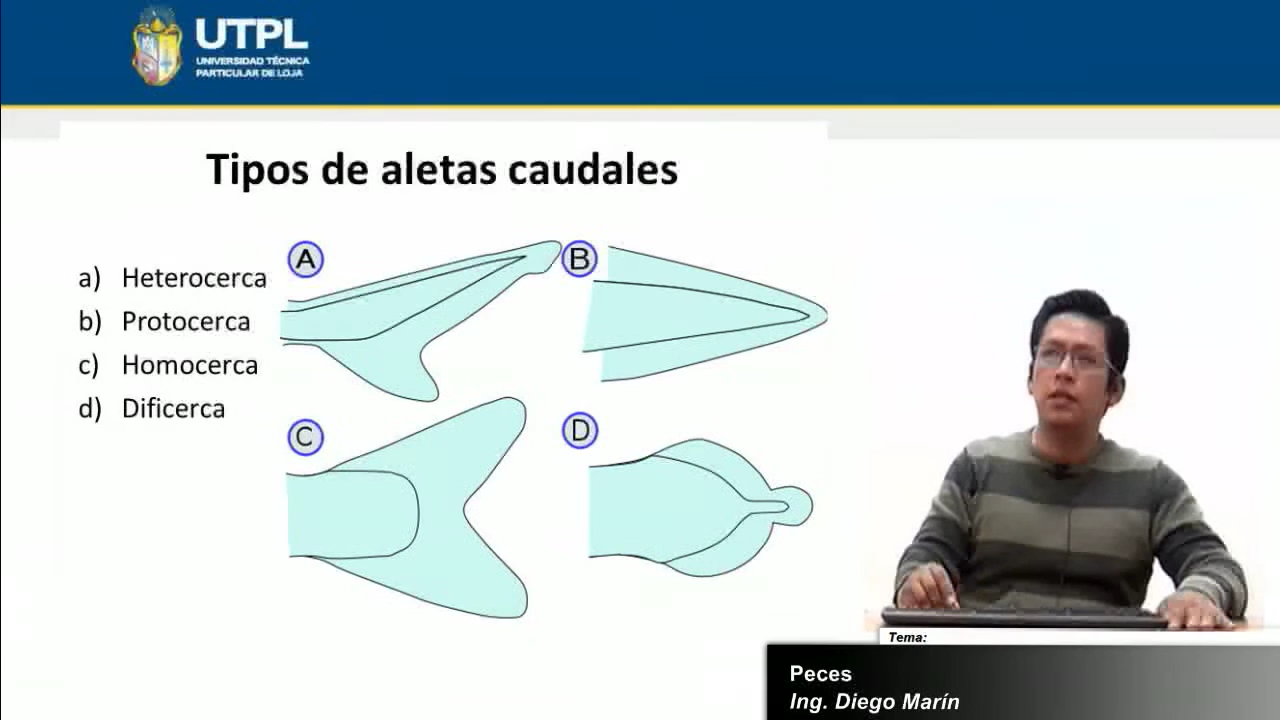 UTPL
UNIVERSIDAD TÉCNICA
PARTICULAR DE LOJA
Tipos de aletas caudales
a) Heterocerca
b) Protocerca
c) Homocerca
d) Dificerca
A
B
C
D
Tema:
Peces
Ing. Diego Marín